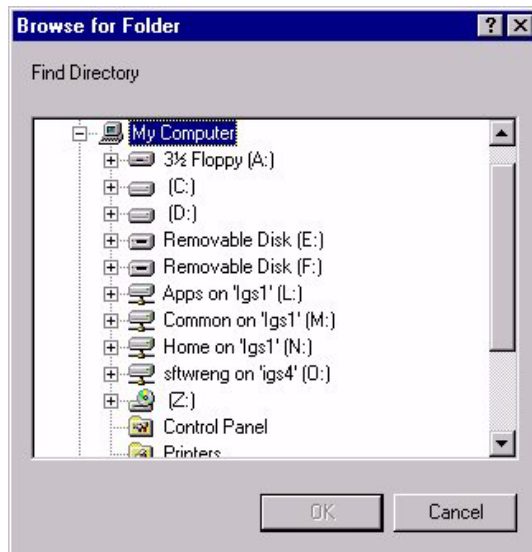 Browse for Folder
Find Directory
My Computer
3½ Floppy (A:)
(C:)
(D:)
Removable Disk (E:)
Removable Disk (F:)
Apps on 'lgs1' (L:)
Common on 'lgs1' (M:)
Home on 'lgs1' (N:)
sftwreng on 'igs4' (O:)
(Z:)
Control Panel
Printers
OK Cancel